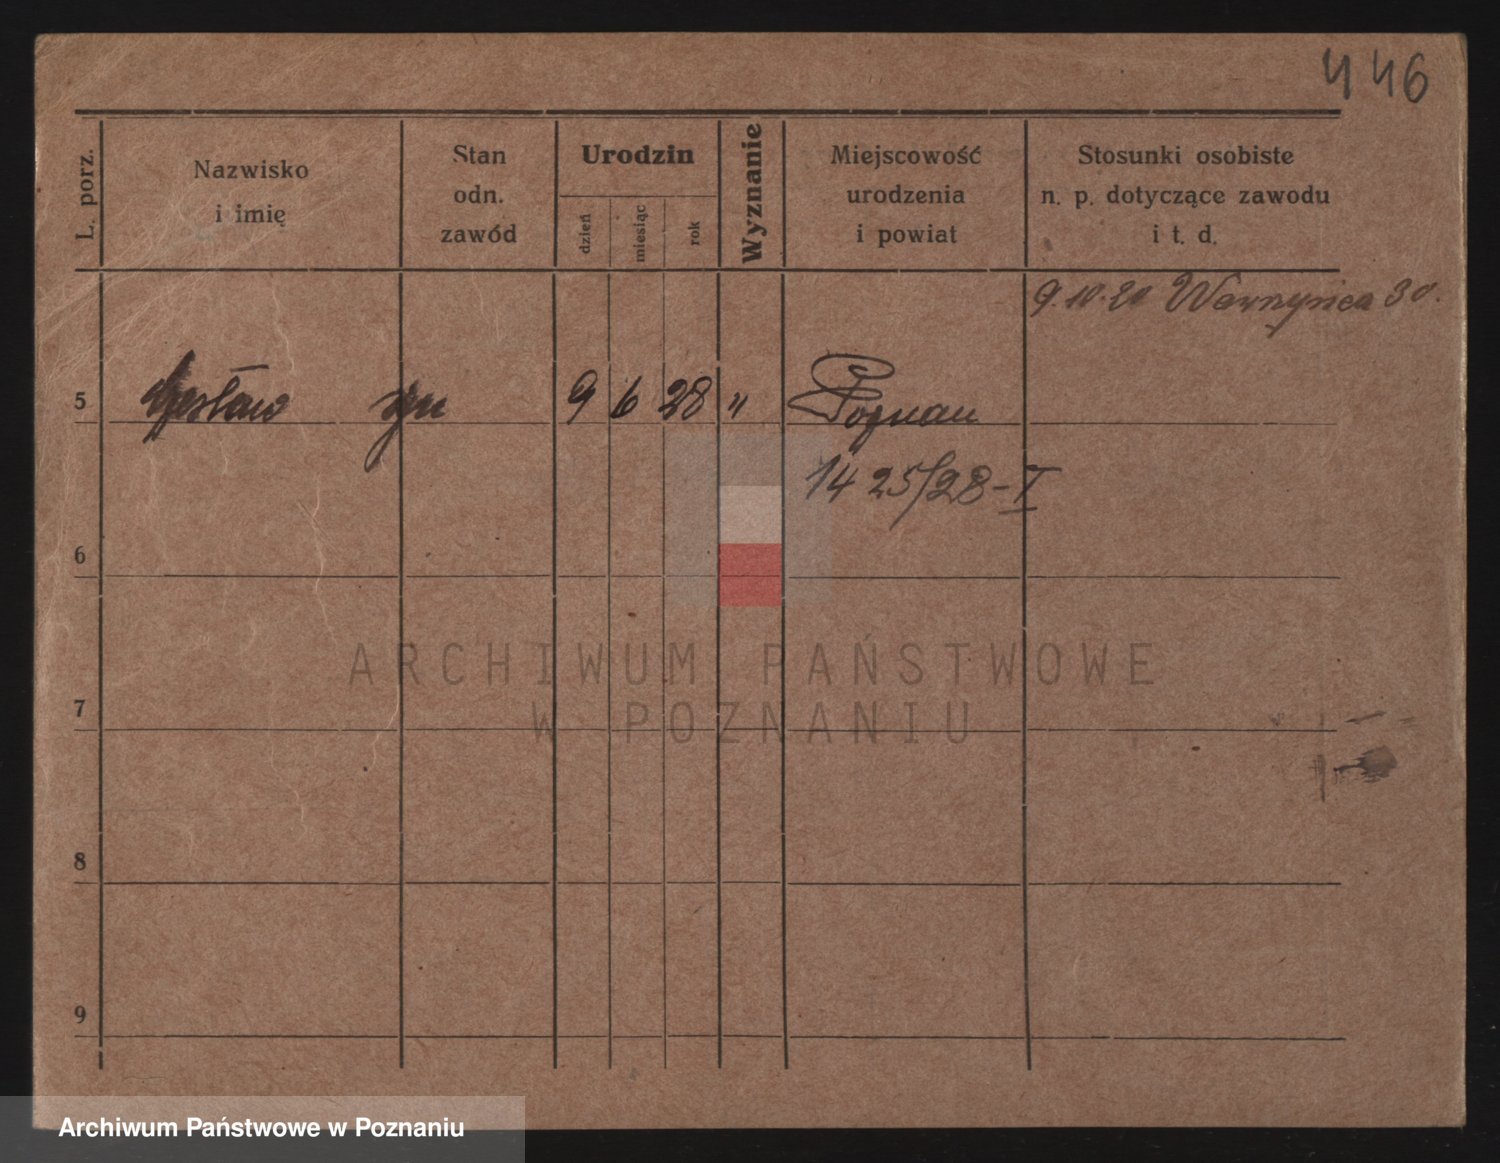 446
L. porz.
Nazwisko
i imię
Stan
odn.
zawód
Urodzin
dzień
miesiąc
rok
Wyznanie
Miejscowość
urodzenia
i powiat
Stosunki osobiste
n. p. dotyczące zawodu
i t. d.
9.10.20 30.
5 syn 9 6 28 " Poznań
1425/28-I
6
7
8
9
ARCHIWUM PAŃSTWOWE
W POZNANIU
Archiwum Państwowe w Poznaniu